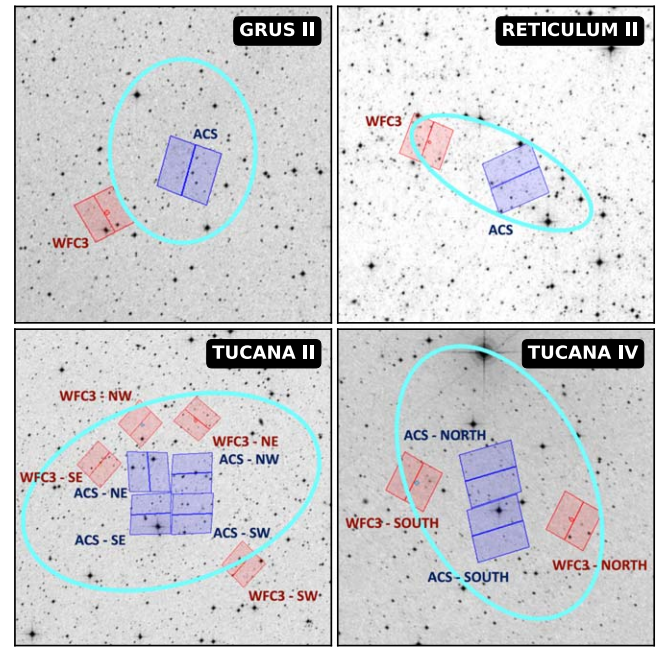 GRUS II
ACS
WFC3
RETICULUM II
WFC3
ACS
TUCANA II
WFC3 - NW
WFC3 - NE
ACS - NW
WFC3 - SE
ACS - NE
ACS - SE
ACS - SW
WFC3 - SW
TUCANA IV
ACS - NORTH
WFC3 - SOUTH
WFC3 - NORTH
ACS - SOUTH